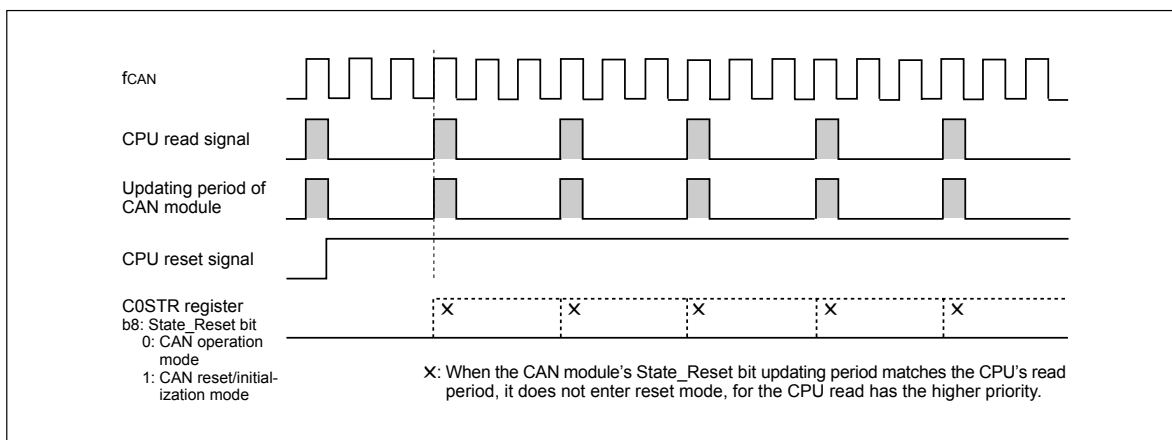 fCAN
CPU read signal
Updating period of
CAN module
CPU reset signal
C0STR register
b8: State_Reset bit
0: CAN operation
mode
1: CAN reset/initial-
ization mode
×: When the CAN module's State_Reset bit updating period matches the CPU's read
period, it does not enter reset mode, for the CPU read has the higher priority.